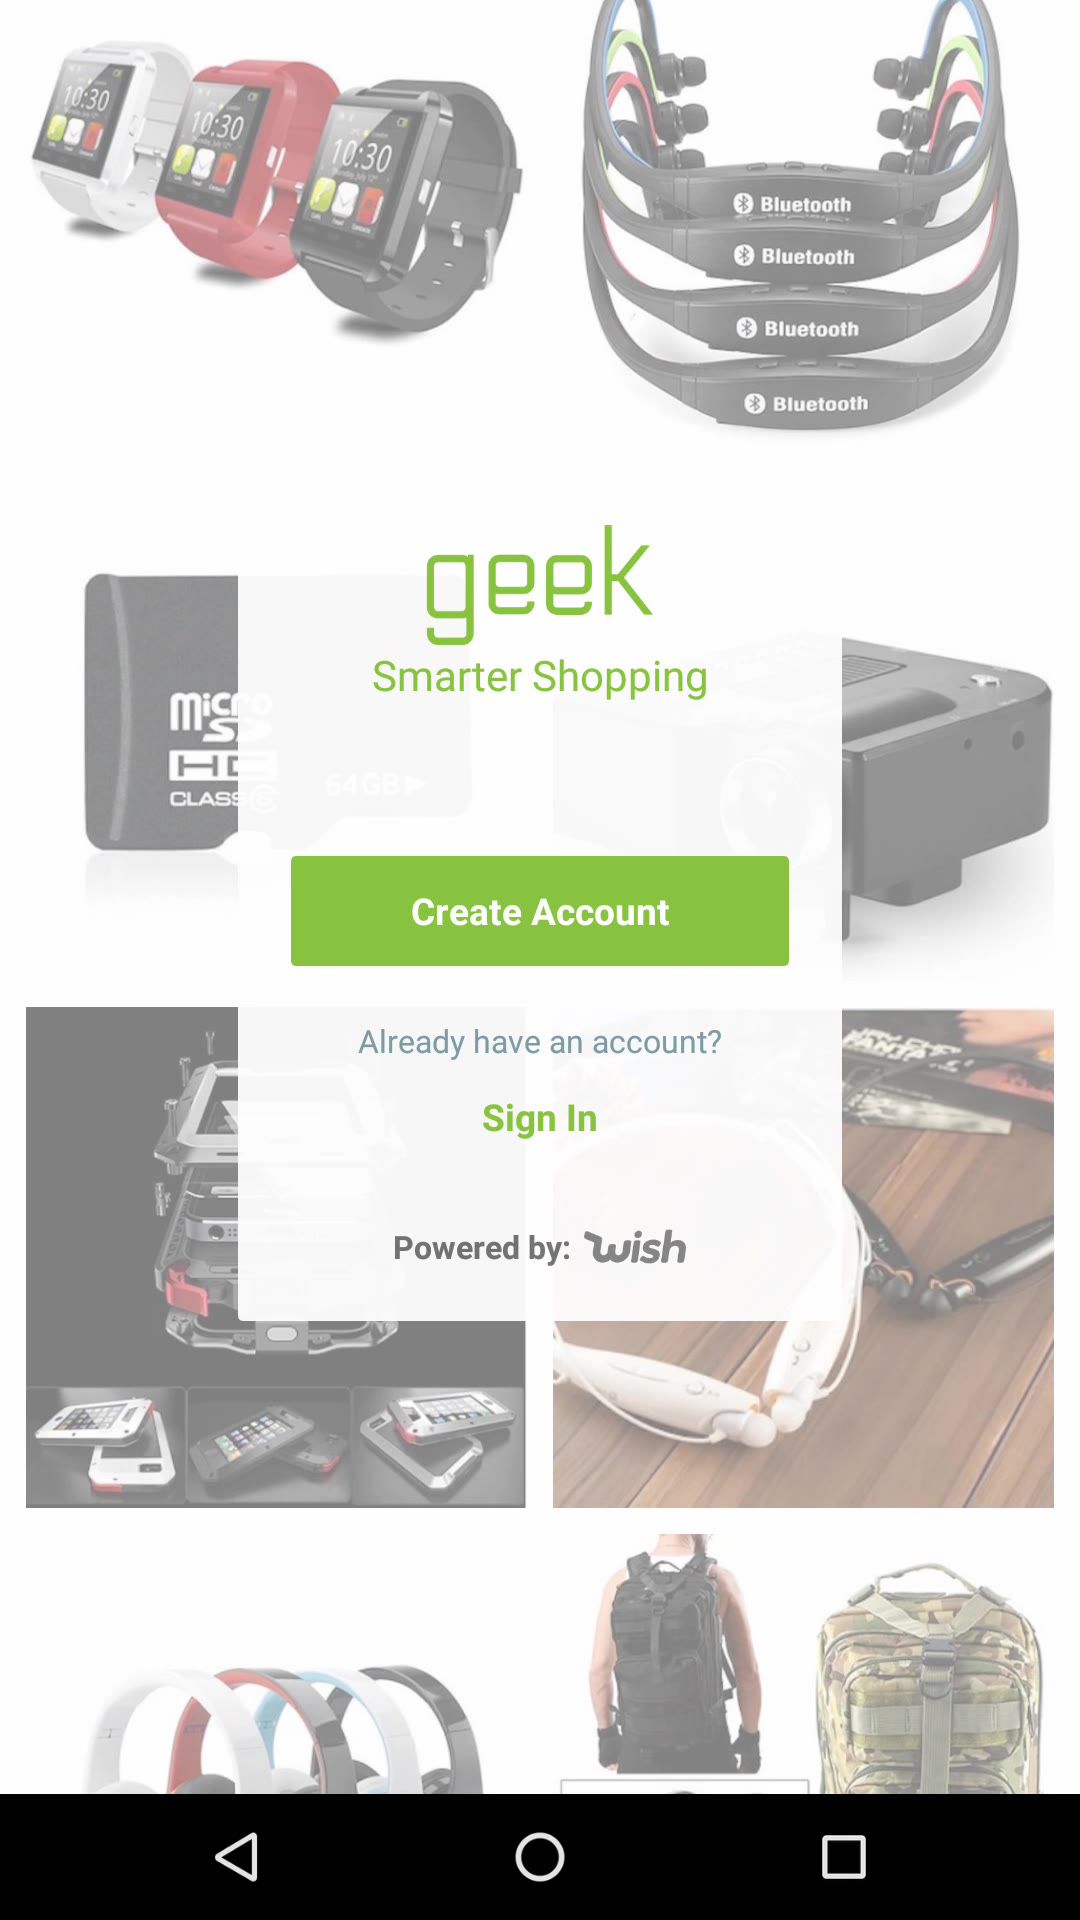 10:30
10:30
10:30
Bluetooth
Bluetooth
Bluetooth
Bluetooth
geek
Smarter Shopping
Micro
SD
HC
CLASS 6
64GB
Create Account
Already have an account?
Sign In
Powered by: wish